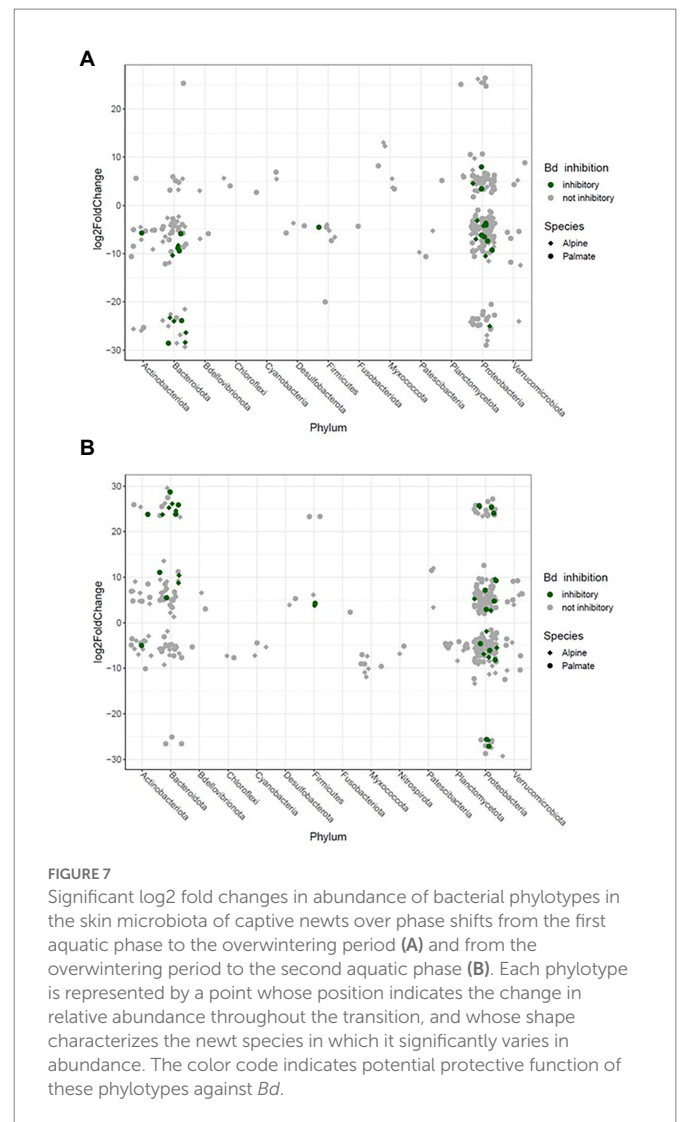 A
log2FoldChange
20
10
0
−10
−20
−30
Actinobacteriota
Bacteroidota
Bdellovibrionota
Chloroflexi
Cyanobacteria
Desulfobacterota
Firmicutes
Fusobacteriota
Myxococcota
Patescibacteria
Planctomycetota
Proteobacteria
Verrucomicrobiota
Phylum
Bd inhibition
inhibitory
not inhibitory
Species
Alpine
Palmate
B
log2FoldChange
30
20
10
0
−10
−20
−30
Actinobacteriota
Bacteroidota
Bdellovibrionota
Chloroflexi
Cyanobacteria
Desulfobacterota
Firmicutes
Fusobacteriota
Myxococcota
Nitrospirota
Patescibacteria
Planctomycetota
Proteobacteria
Verrucomicrobiota
Phylum
Bd inhibition
inhibitory
not inhibitory
Species
Alpine
Palmate
FIGURE 7
Significant log2 fold changes in abundance of bacterial phylotypes in
the skin microbiota of captive newts over phase shifts from the first
aquatic phase to the overwintering period (A) and from the
overwintering period to the second aquatic phase (B). Each phylotype
is represented by a point whose position indicates the change in
relative abundance throughout the transition, and whose shape
characterizes the newt species in which it significantly varies in
abundance. The color code indicates potential protective function of
these phylotypes against Bd.